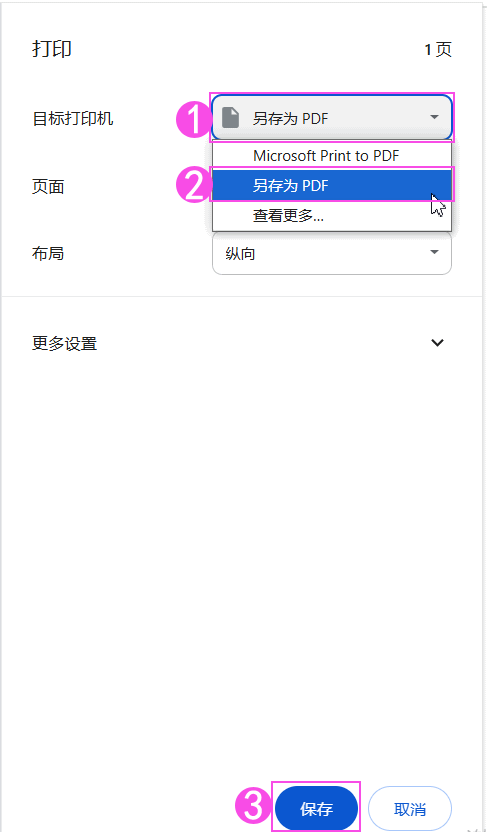 打印
1 页
目标打印机
1
另存为 PDF
Microsoft Print to PDF
页面
2
另存为 PDF
查看更多...
布局
纵向
更多设置
3
保存
取消